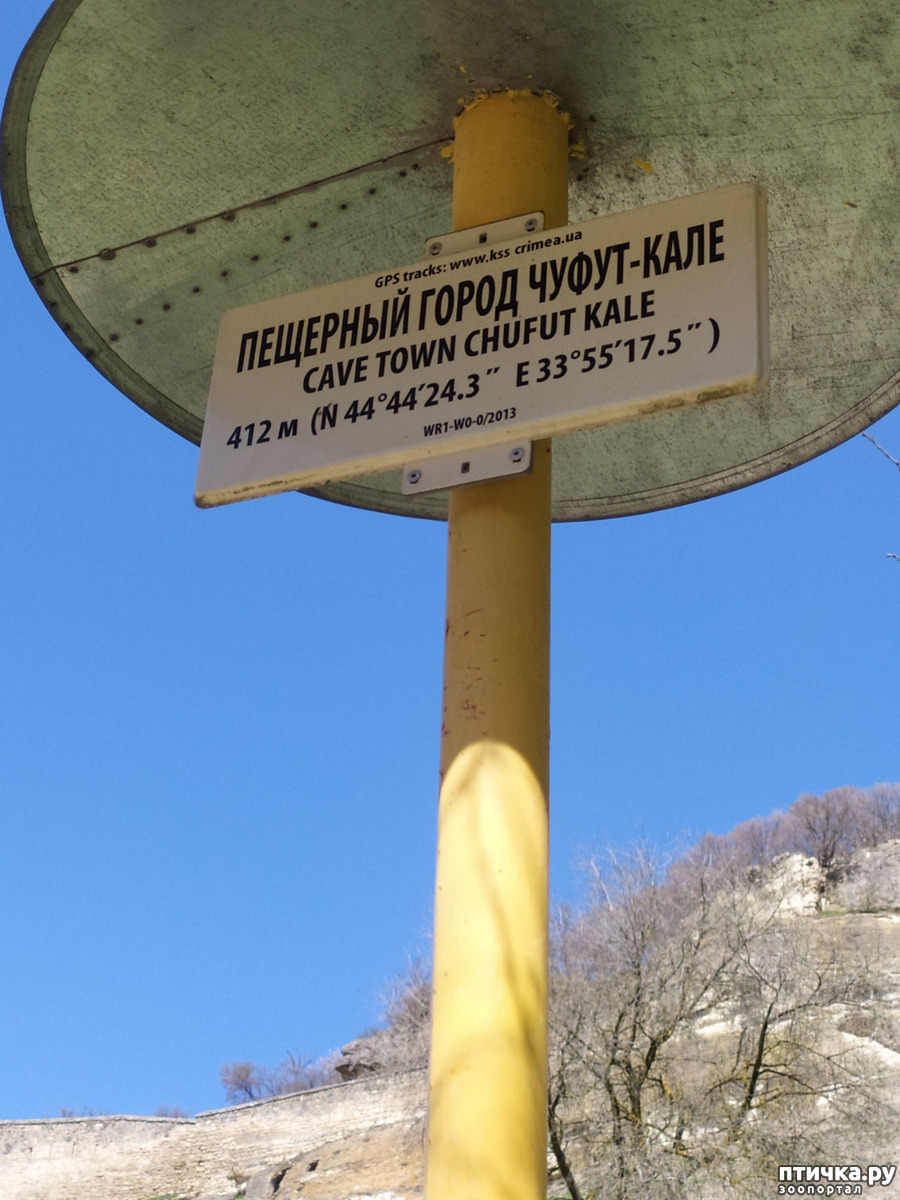 GPS tracks: www.kss crimea.ua
ПЕЩЕРНЫЙ ГОРОД ЧУФУТ-КАЛЕ
CAVE TOWN CHUFUT KALE
412 м (N 44°44′24.3″ E 33°55′17.5″)
WR1-W0-0/2013
птичка.ру
зоопортал